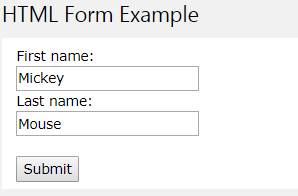 HTML Form Example
First name:
Mickey
Last name:
Mouse
Submit